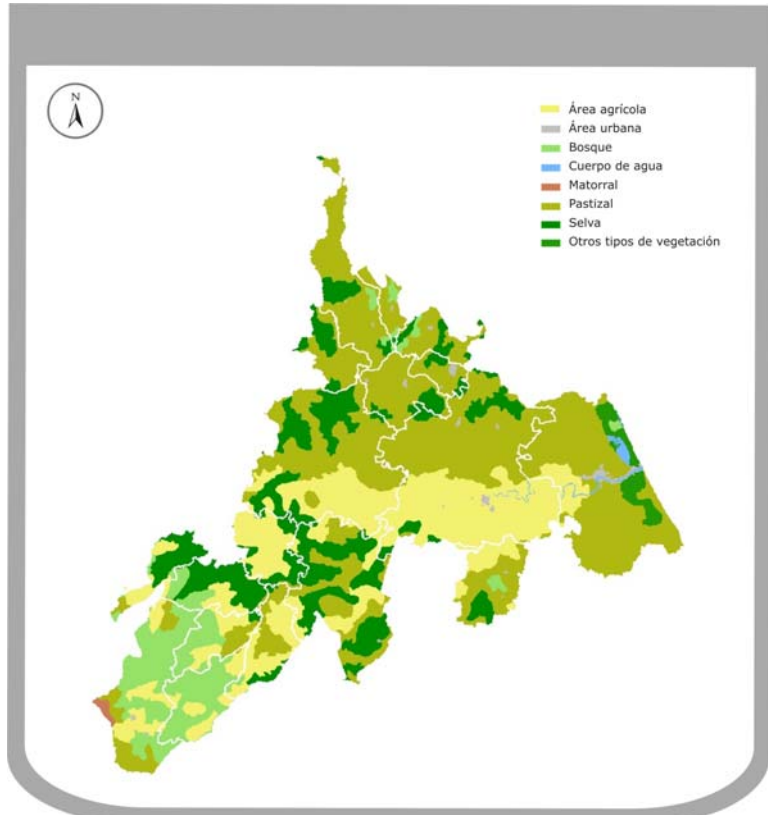 N
Área agrícola
Área urbana
Bosque
Cuerpo de agua
Matorral
Pastizal
Selva
Otros tipos de vegetación